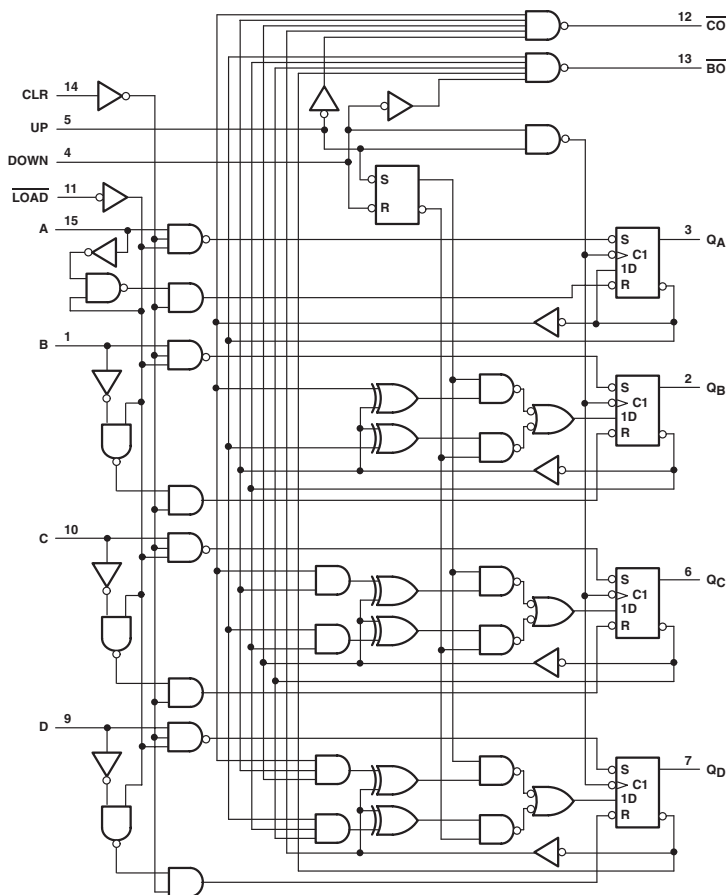 12 CO
13 BO
CLR 14
UP 5
DOWN 4
LOAD 11
S
R
A 15
S
C1
1D
R
3 QA
B 1
S
C1
1D
R
2 QB
C 10
S
C1
1D
R
6 QC
D 9
S
C1
1D
R
7 QD